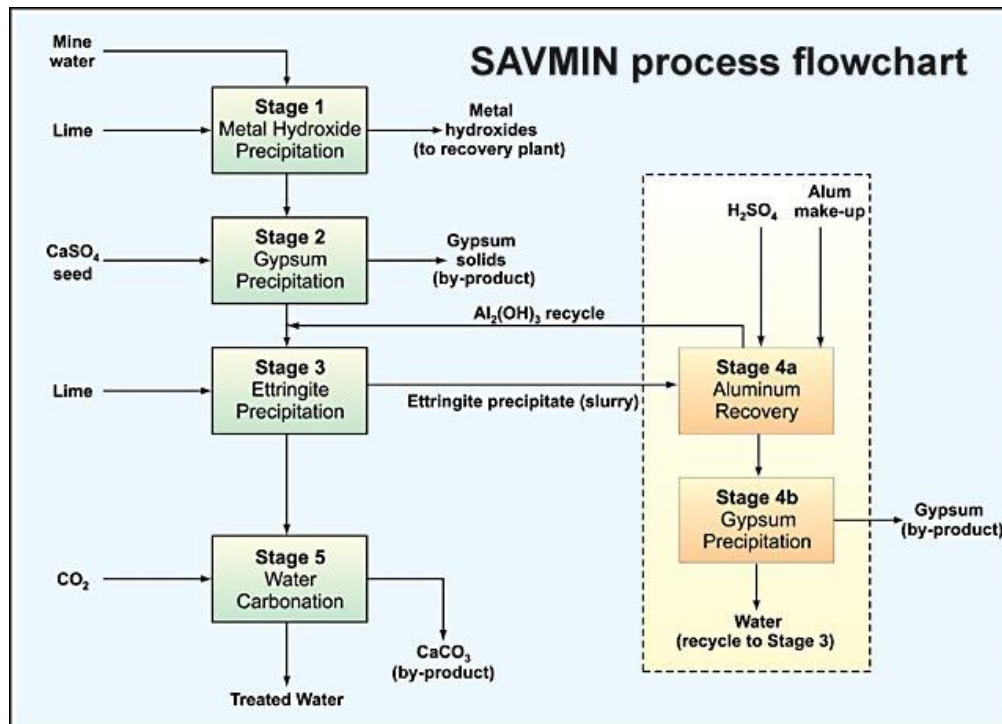 SAVMIN process flowchart
Mine
water
Stage 1
Metal Hydroxide
Precipitation
Lime
Metal
hydroxides
(to recovery plant)
Stage 2
Gypsum
Precipitation
CaSO₄
seed
Gypsum
solids
(by-product)
H₂SO₄
Alum
make-up
Al₂(OH)₃ recycle
Stage 3
Ettringite
Precipitation
Lime
Ettringite precipitate (slurry)
Stage 4a
Aluminum
Recovery
Stage 4b
Gypsum
Precipitation
Gypsum
(by-product)
Water
(recycle to Stage 3)
Stage 5
Water
Carbonation
CO₂
CaCO₃
(by-product)
Treated Water